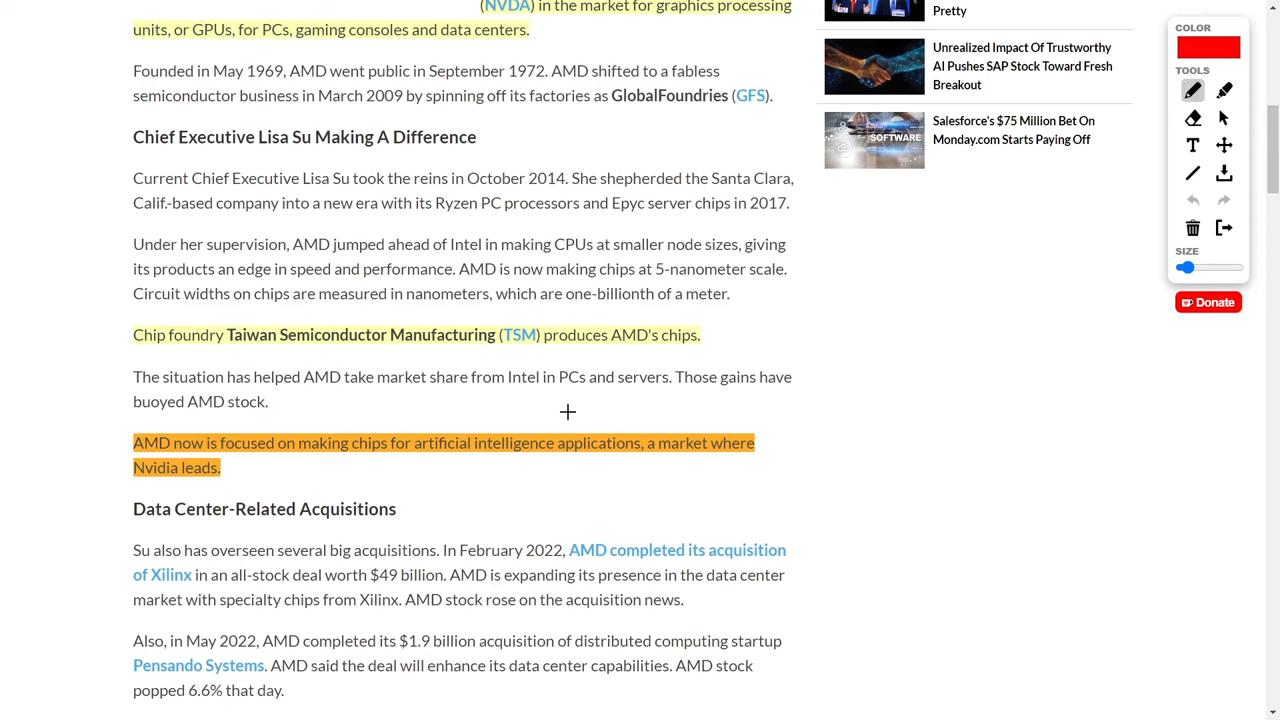 (NVDA) in the market for graphics processing
units, or GPUs, for PCs, gaming consoles and data centers.
Founded in May 1969, AMD went public in September 1972. AMD shifted to a fabless
semiconductor business in March 2009 by spinning off its factories as GlobalFoundries (GFS).
Chief Executive Lisa Su Making A Difference
Current Chief Executive Lisa Su took the reins in October 2014. She shepherded the Santa Clara,
Calif.-based company into a new era with its Ryzen PC processors and Epyc server chips in 2017.
Under her supervision, AMD jumped ahead of Intel in making CPUs at smaller node sizes, giving
its products an edge in speed and performance. AMD is now making chips at 5-nanometer scale.
Circuit widths on chips are measured in nanometers, which are one-billionth of a meter.
Chip foundry Taiwan Semiconductor Manufacturing (TSM) produces AMD's chips.
The situation has helped AMD take market share from Intel in PCs and servers. Those gains have
buoyed AMD stock.
AMD now is focused on making chips for artificial intelligence applications, a market where
Nvidia leads.
Data Center-Related Acquisitions
Su also has overseen several big acquisitions. In February 2022, AMD completed its acquisition
of Xilinx in an all-stock deal worth $49 billion. AMD is expanding its presence in the data center
market with specialty chips from Xilinx. AMD stock rose on the acquisition news.
Also, in May 2022, AMD completed its $1.9 billion acquisition of distributed computing startup
Pensando Systems. AMD said the deal will enhance its data center capabilities. AMD stock
popped 6.6% that day.
Pretty
Unrealized Impact Of Trustworthy
AI Pushes SAP Stock Toward Fresh
Breakout
SOFTWARE
Salesforce's $75 Million Bet On
Monday.com Starts Paying Off
COLOR
TOOLS
T
SIZE
Donate